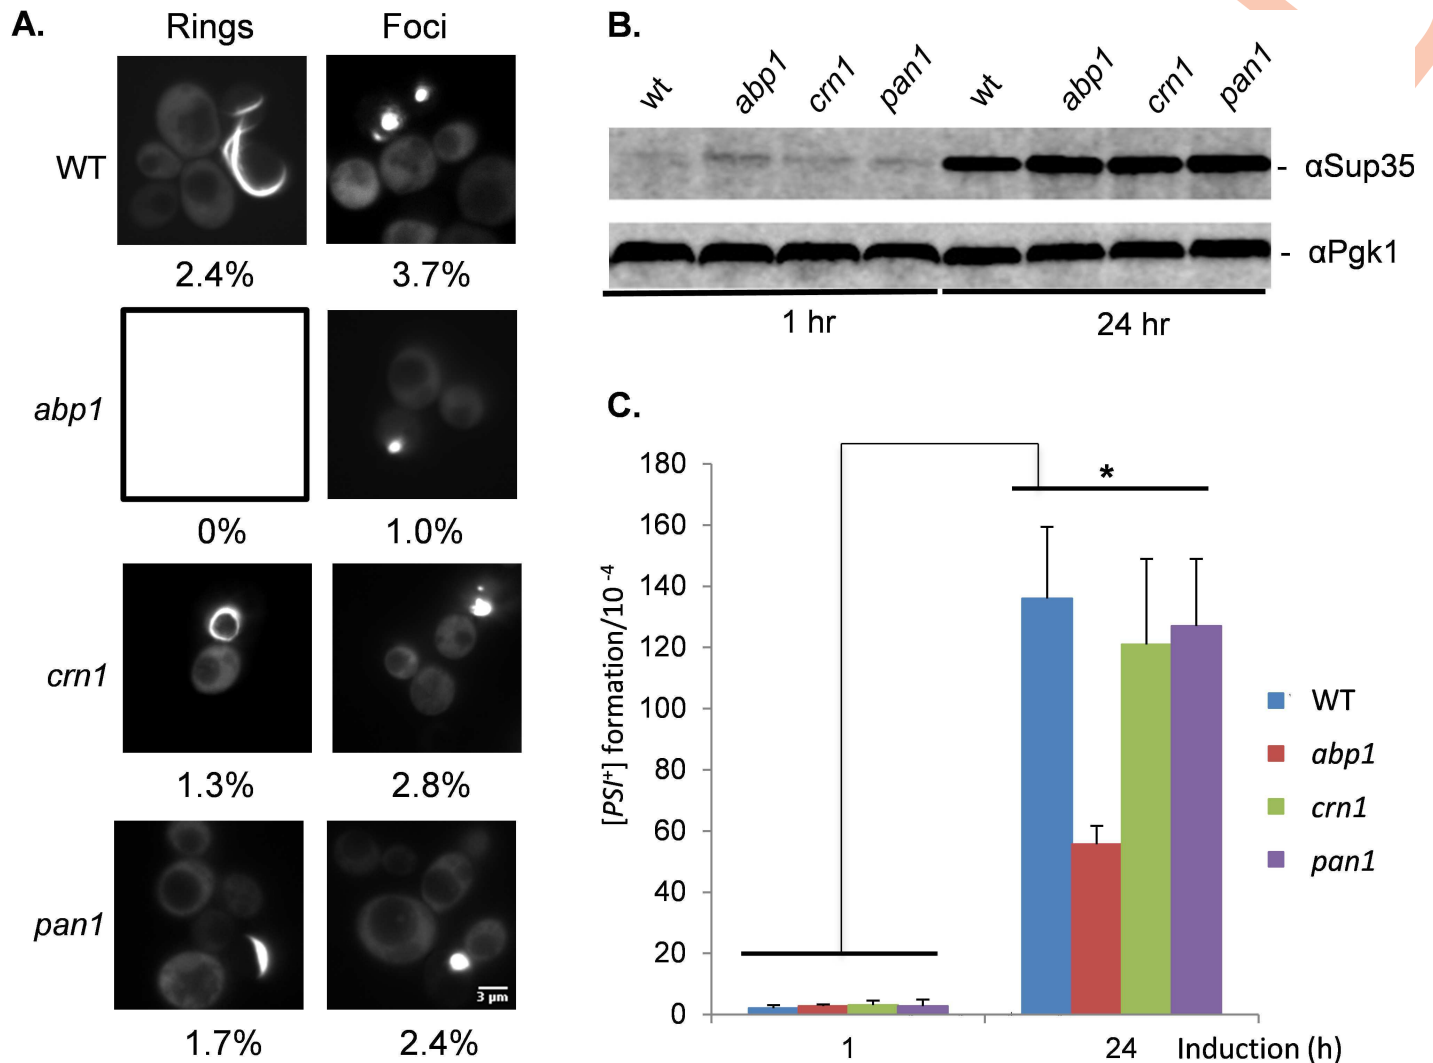 A.
Rings Foci
WT
2.4% 3.7%
abp1
0% 1.0%
crn1
1.3% 2.8%
pan1
3 µm
1.7% 2.4%
B.
wt abp1 crn1 pan1 wt abp1 crn1 pan1
- αSup35
- αPgk1
1 hr 24 hr
C.
[PSI⁺] formation/10⁻⁴
180
160
140
120
100
80
60
40
20
0
*
WT
abp1
crn1
pan1
1 24 Induction (h)